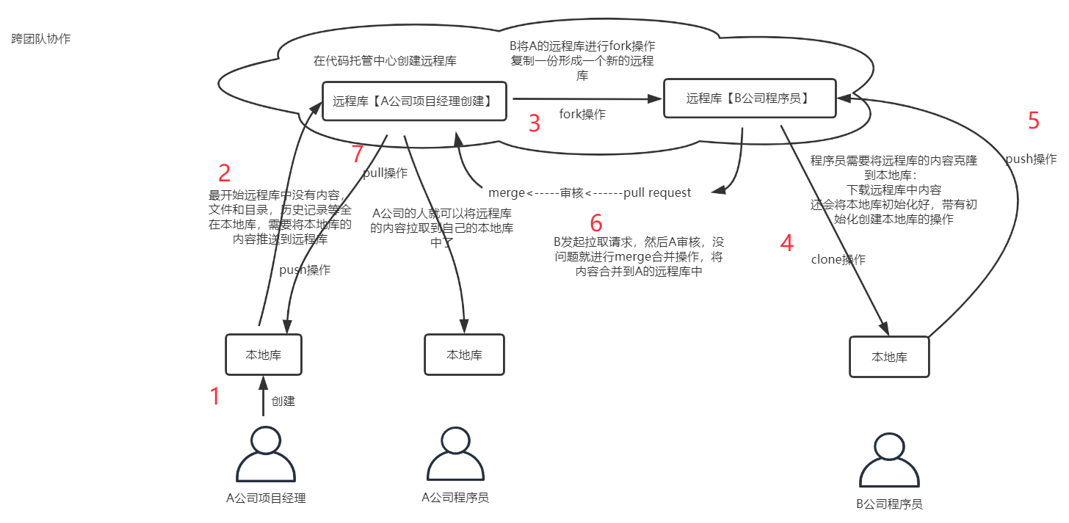 跨团队协作
在代码托管中心创建远程库
B将A的远程库进行fork操作
复制一份形成一个新的远程
库
远程库【A公司项目经理创建】
远程库【B公司程序员】
fork操作
3
5
push操作
2
7
pull操作
最开始远程库中没有内容，
文件和目录，历史记录等全
在本地库，需要将本地库的
内容推送到远程库
push操作
A公司的人就可以将远程库
的内容拉取到自己的本地库
中了
merge<-----审核<------pull request
6
B发起拉取请求，然后A审核，没
问题就进行merge合并操作，将
内容合并到A的远程库中
程序员需要将远程库的内容克隆
到本地库：
下载远程库中内容
还会将本地库初始化好，带有初
始化创建本地库的操作
4
clone操作
本地库
本地库
本地库
1
创建
A公司项目经理
A公司程序员
B公司程序员